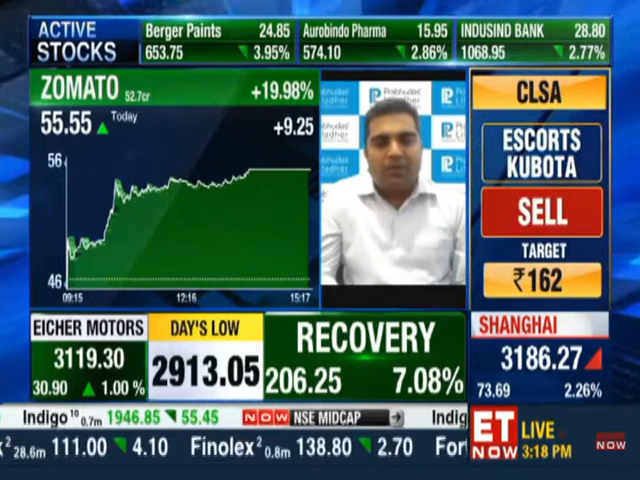 ACTIVE STOCKS
Berger Paints 24.85
653.75 3.95%
Aurobindo Pharma 15.95
574.10 2.86%
INDUSIND BANK 28.80
1068.95 2.77%
ZOMATO 52.7cr +19.98%
55.55 Today +9.25
56
46
09:15 12:16 15:17
Prabhudas
Lilladher
CLSA
ESCORTS
KUBOTA
SELL
TARGET
₹162
EICHER MOTORS
3119.30
30.90 1.00 %
DAY'S LOW
2913.05
RECOVERY
206.25 7.08%
SHANGHAI
3186.27
73.69 2.26%
Indigo 10 0.7m 1946.85 55.45 NOW NSE MIDCAP Indig
x 2 28.6m 111.00 4.10 Finolex 2 0.8m 138.80 2.70 For
ET NOW
LIVE
3:18 PM
NOW